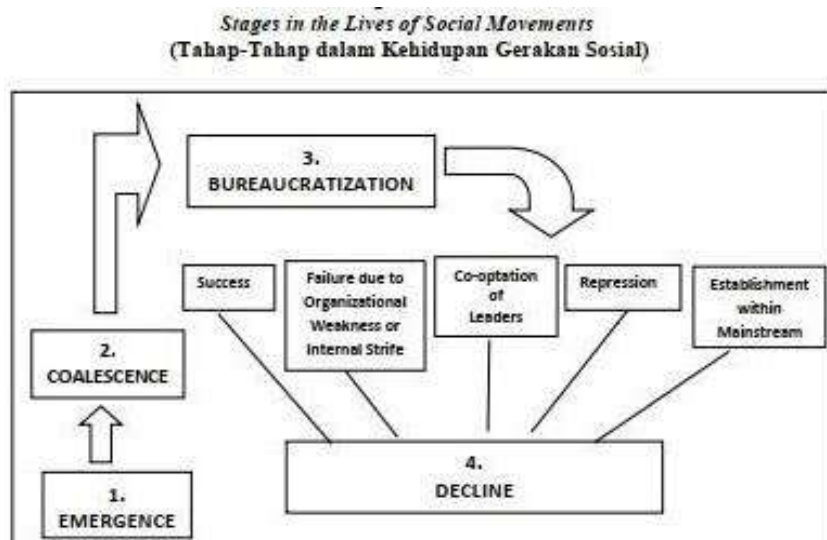 Stages in the Lives of Social Movements
(Tahap-Tahap dalam Kehidupan Gerakan Sosial)
3.
BUREAUCRATIZATION
Success
Failure due to
Organizational
Weakness or
Internal Strife
Co-optation
of
Leaders
Repression
Establishment
within
Mainstream
2.
COALESCENCE
4.
DECLINE
1.
EMERGENCE